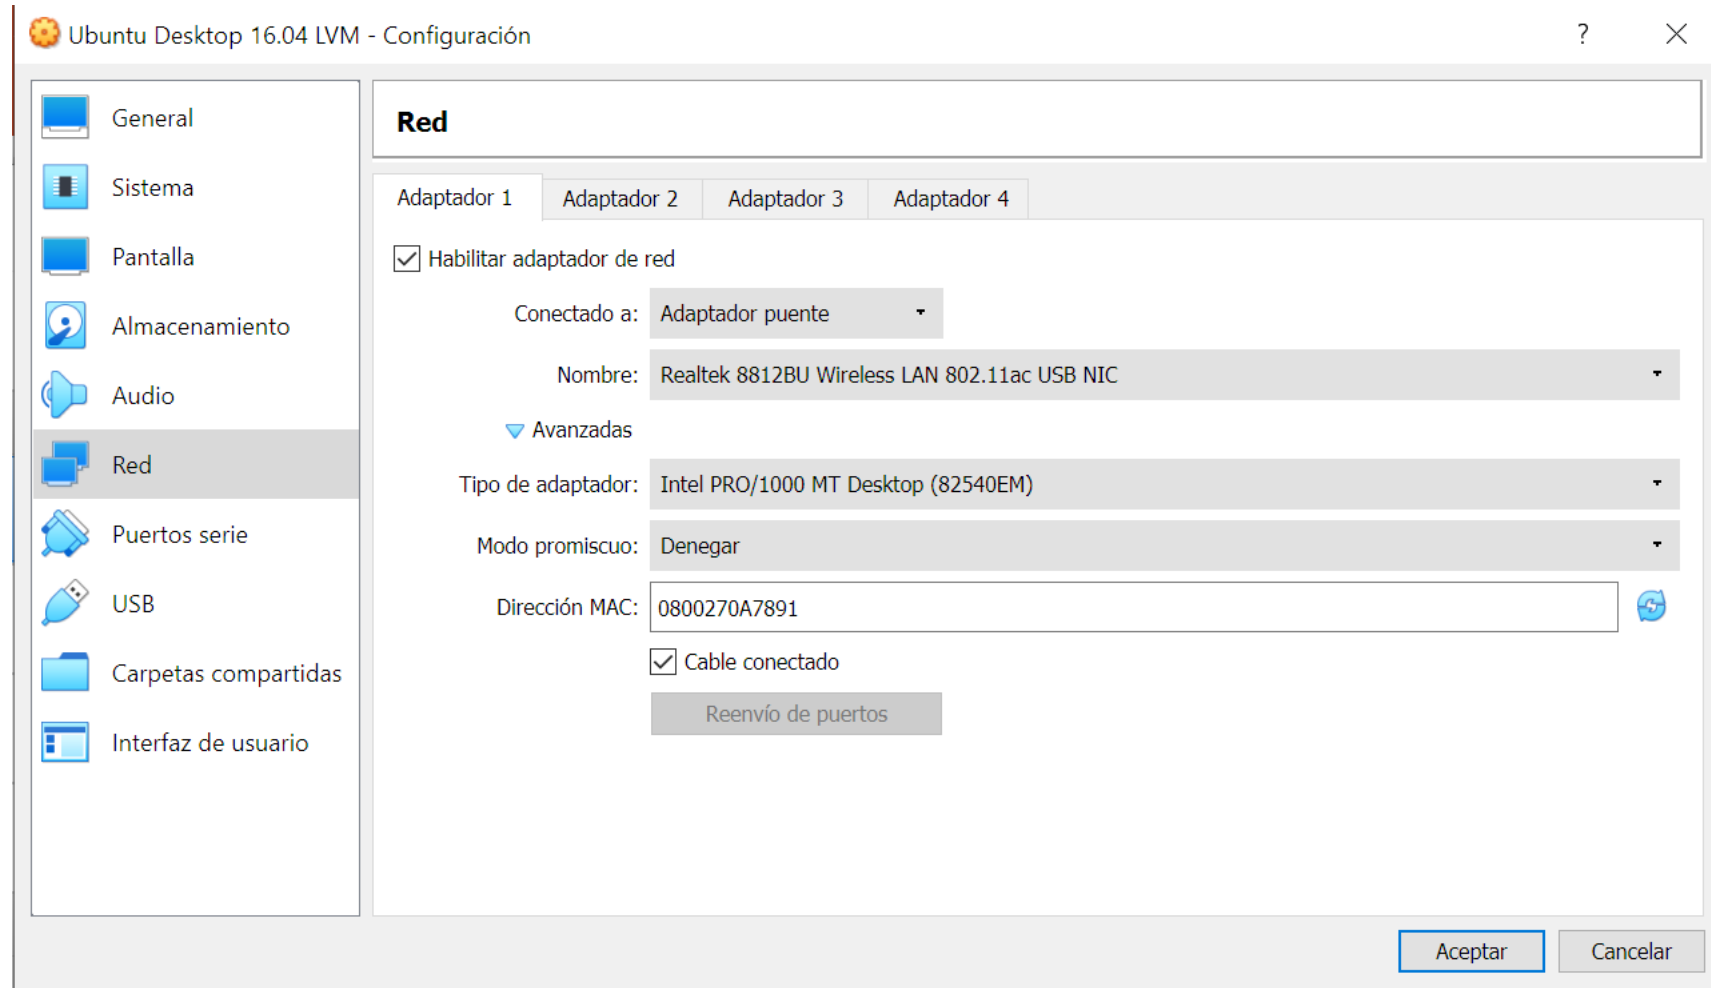 Ubuntu Desktop 16.04 LVM - Configuración
?
General
Sistema
Pantalla
Almacenamiento
Audio
Red
Puertos serie
USB
Carpetas compartidas
Interfaz de usuario
Red
Adaptador 1 Adaptador 2 Adaptador 3 Adaptador 4
Habilitar adaptador de red
Conectado a: Adaptador puente
Nombre: Realtek 8812BU Wireless LAN 802.11ac USB NIC
Avanzadas
Tipo de adaptador: Intel PRO/1000 MT Desktop (82540EM)
Modo promiscuo: Denegar
Dirección MAC: 0800270A7891
Cable conectado
Reenvío de puertos
Aceptar Cancelar